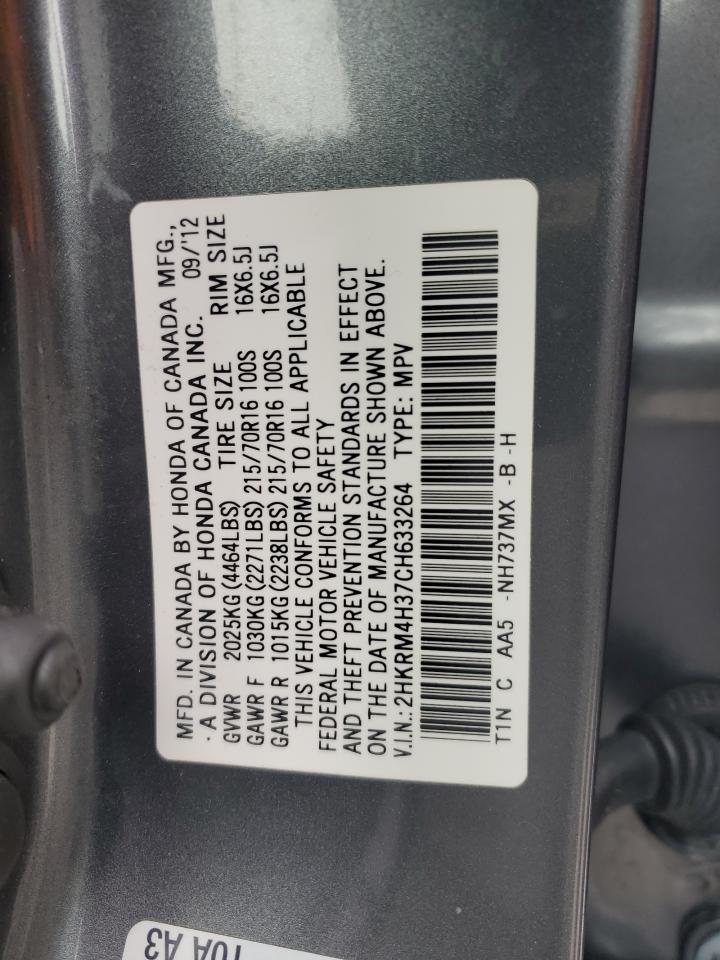 MFD. IN CANADA BY HONDA OF CANADA MFG.,
· A DIVISION OF HONDA CANADA INC. 09/'12
GVWR 2025KG(4464LBS) TIRE SIZE RIM SIZE
GAWR F 1030KG(2271LBS) 215/70R16 100S 16X6.5J
GAWR R 1015KG(2238LBS) 215/70R16 100S 16X6.5J
THIS VEHICLE CONFORMS TO ALL APPLICABLE
FEDERAL MOTOR VEHICLE SAFETY
AND THEFT PREVENTION STANDARDS IN EFFECT
ON THE DATE OF MANUFACTURE SHOWN ABOVE.
V.I.N.:2HKRM4H37CH633264 TYPE: MPV
T1N C AA5 -NH737MX -B -H
A3